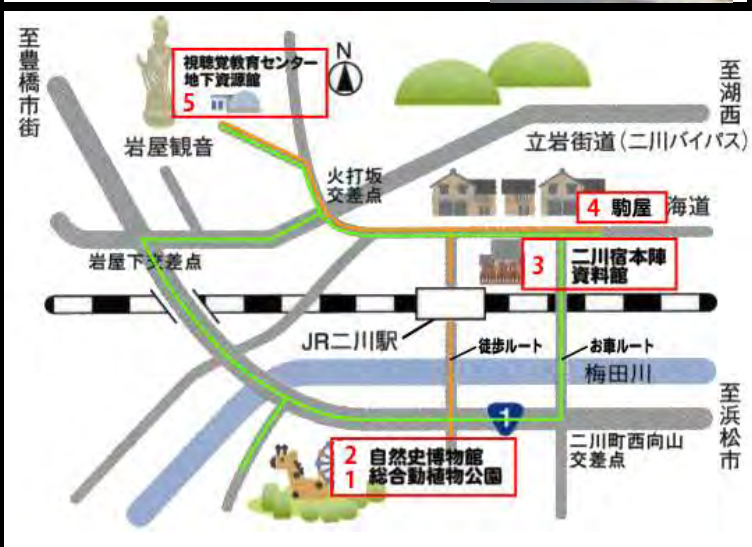 至豊橋市街
視聴覚教育センター
地下資源館
5
N
岩屋観音
至湖西
立岩街道(二川バイパス)
火打坂
交差点
4 駒屋
海道
岩屋下交差点
3 二川宿本陣
資料館
JR二川駅
徒歩ルート
お車ルート
梅田川
至浜松市
1
二川町西向山
交差点
2 自然史博物館
1 総合動植物公園